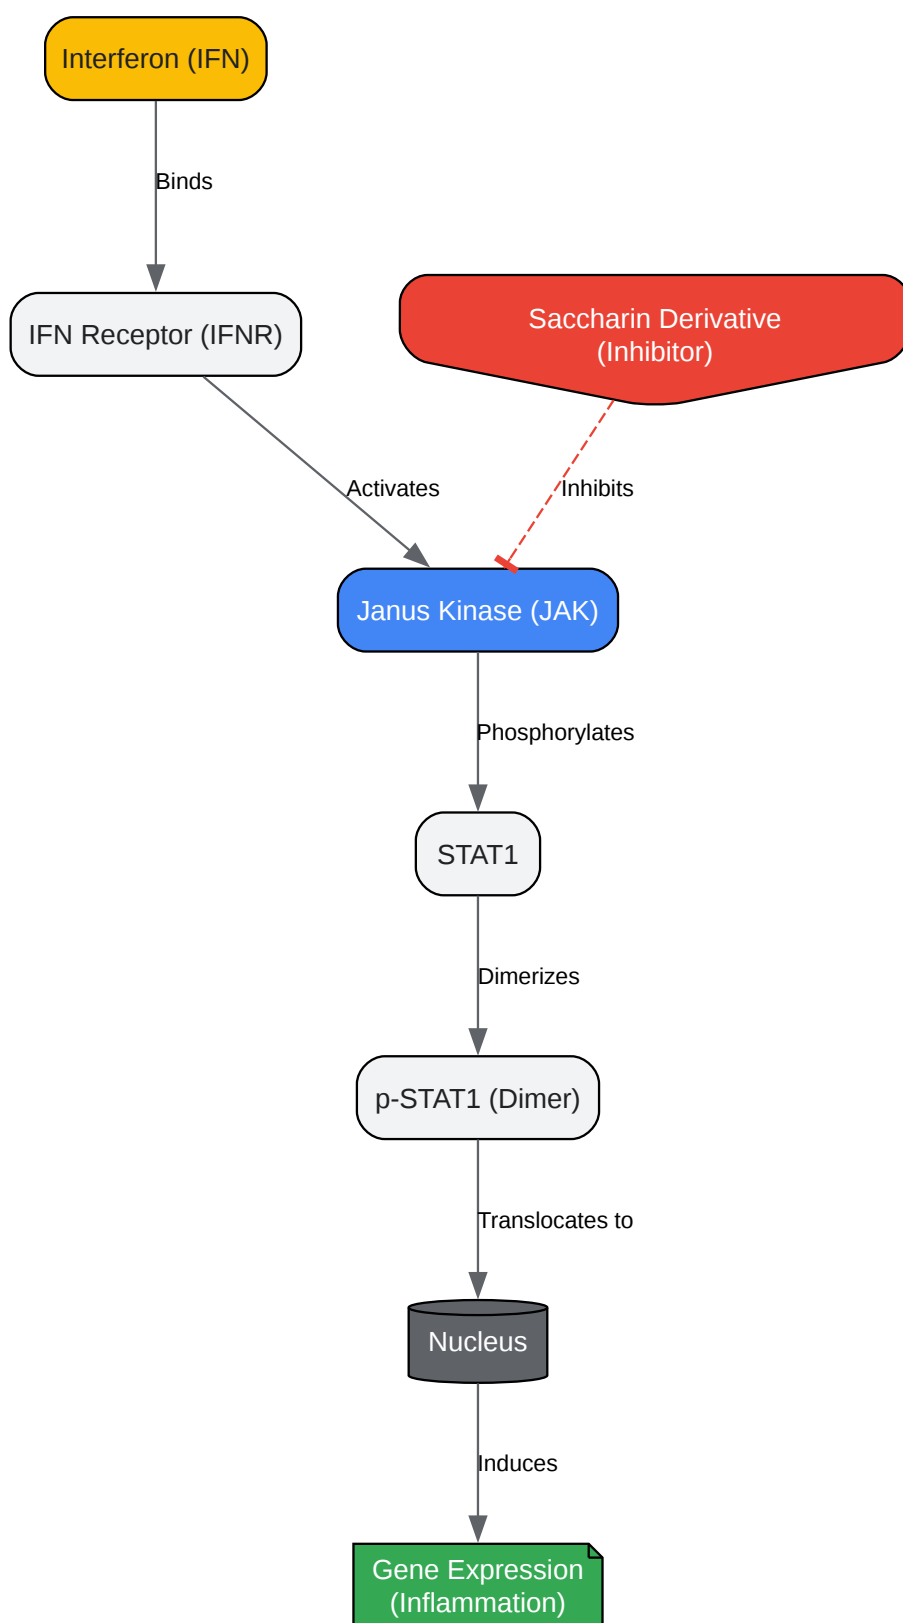 Interferon (IFN)
Binds
IFN Receptor (IFNR)
Saccharin Derivative
(Inhibitor)
Activates
Inhibits
Janus Kinase (JAK)
Phosphorylates
STAT1
Dimerizes
p-STAT1 (Dimer)
Translocates to
Nucleus
Induces
Gene Expression
(Inflammation)